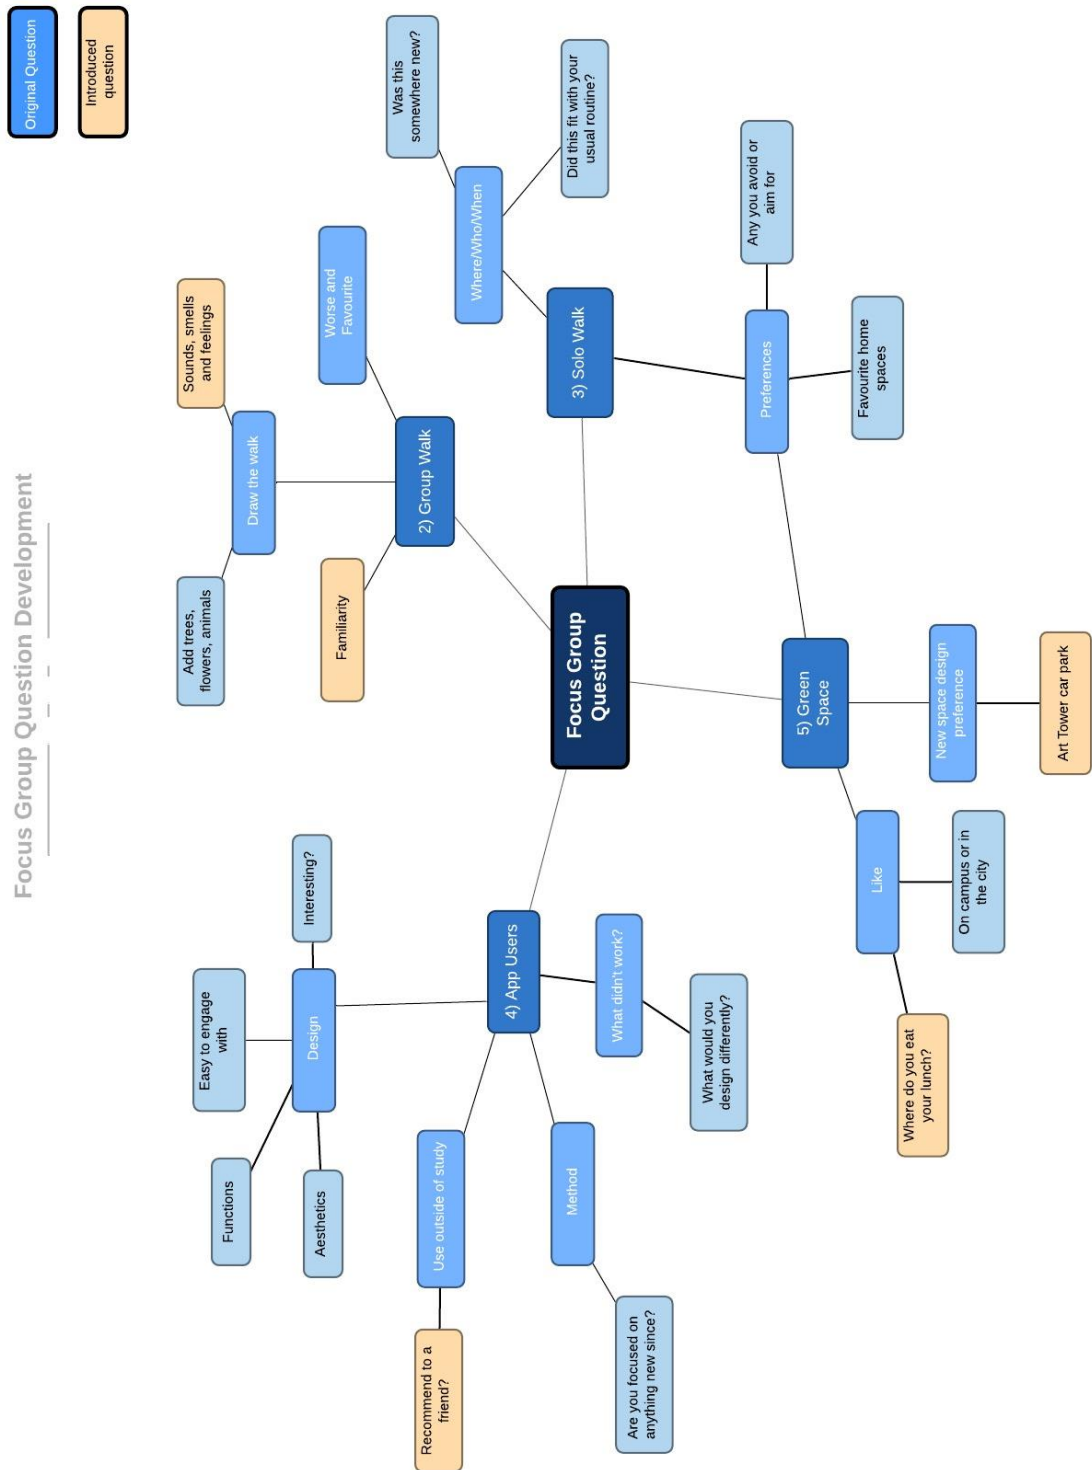 Focus Group Question Development
Original Question
Introduced
question
Add trees,
flowers, animals
Sounds, smells
and feelings
Draw the walk
Familiarity
Worse and
Favourite
2) Group Walk
Was this
somewhere new?
Where/Who/When
Did this fit with your
usual routine?
3) Solo Walk
Focus Group
Question
Easy to engage
with
Interesting?
Functions
Design
Aesthetics
4) App Users
Use outside of study
Recommend to a
friend?
Method
Are you focused on
anything new since?
What didn't work?
What would you
design differently?
Preferences
Any you avoid or
aim for
Favourite home
spaces
5) Green
Space
Like
On campus or in
the city
Where do you eat
your lunch?
New space design
preference
Art Tower car park